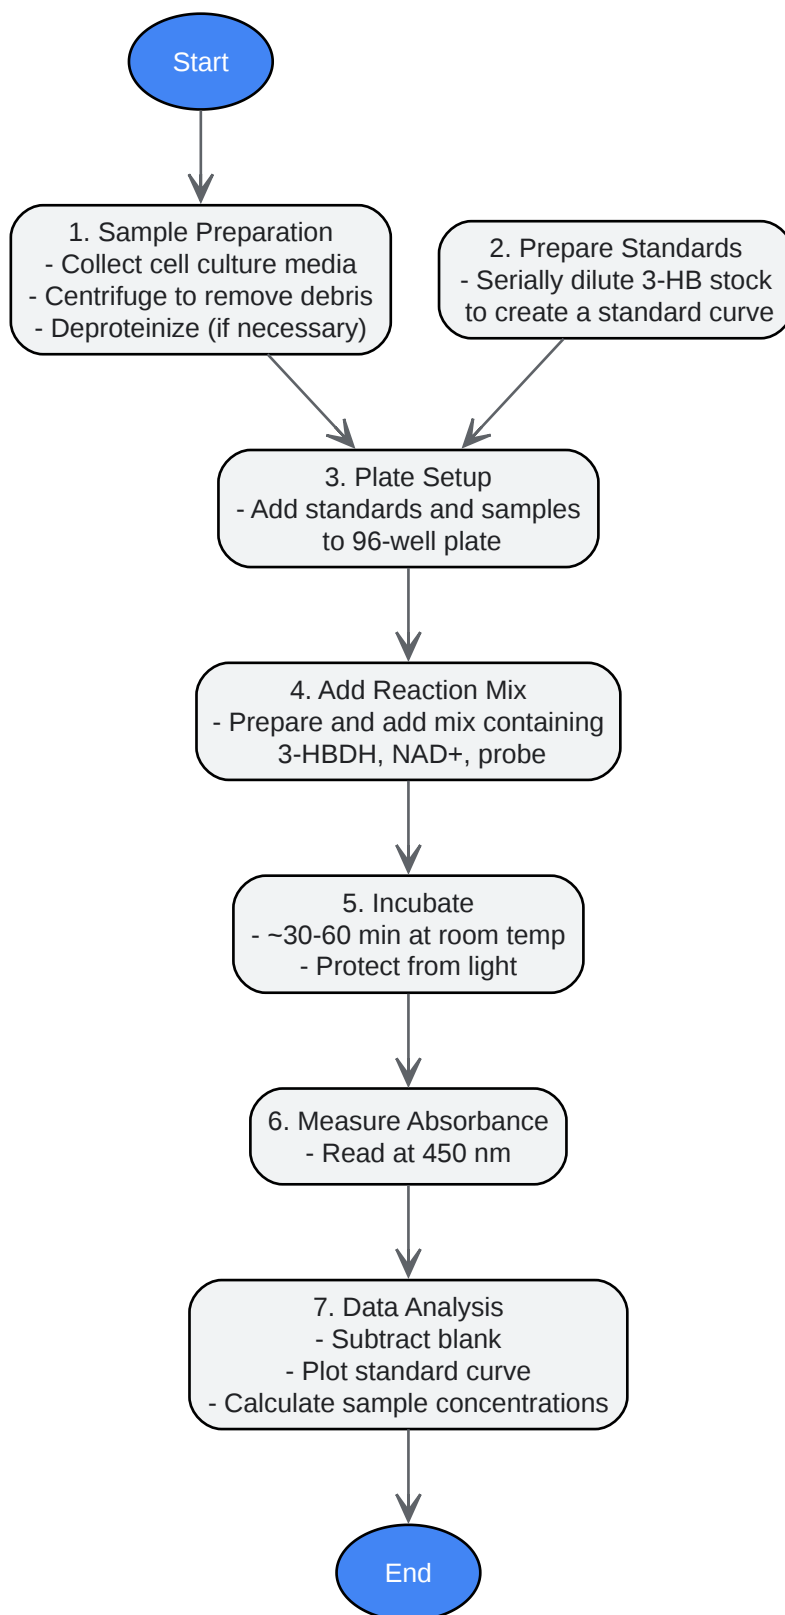 Start
1. Sample Preparation
- Collect cell culture media
- Centrifuge to remove debris
- Deproteinize (if necessary)
2. Prepare Standards
- Serially dilute 3-HB stock
to create a standard curve
3. Plate Setup
- Add standards and samples
to 96-well plate
4. Add Reaction Mix
- Prepare and add mix containing
3-HBDH, NAD+, probe
5. Incubate
- ~30-60 min at room temp
- Protect from light
6. Measure Absorbance
- Read at 450 nm
7. Data Analysis
- Subtract blank
- Plot standard curve
- Calculate sample concentrations
End